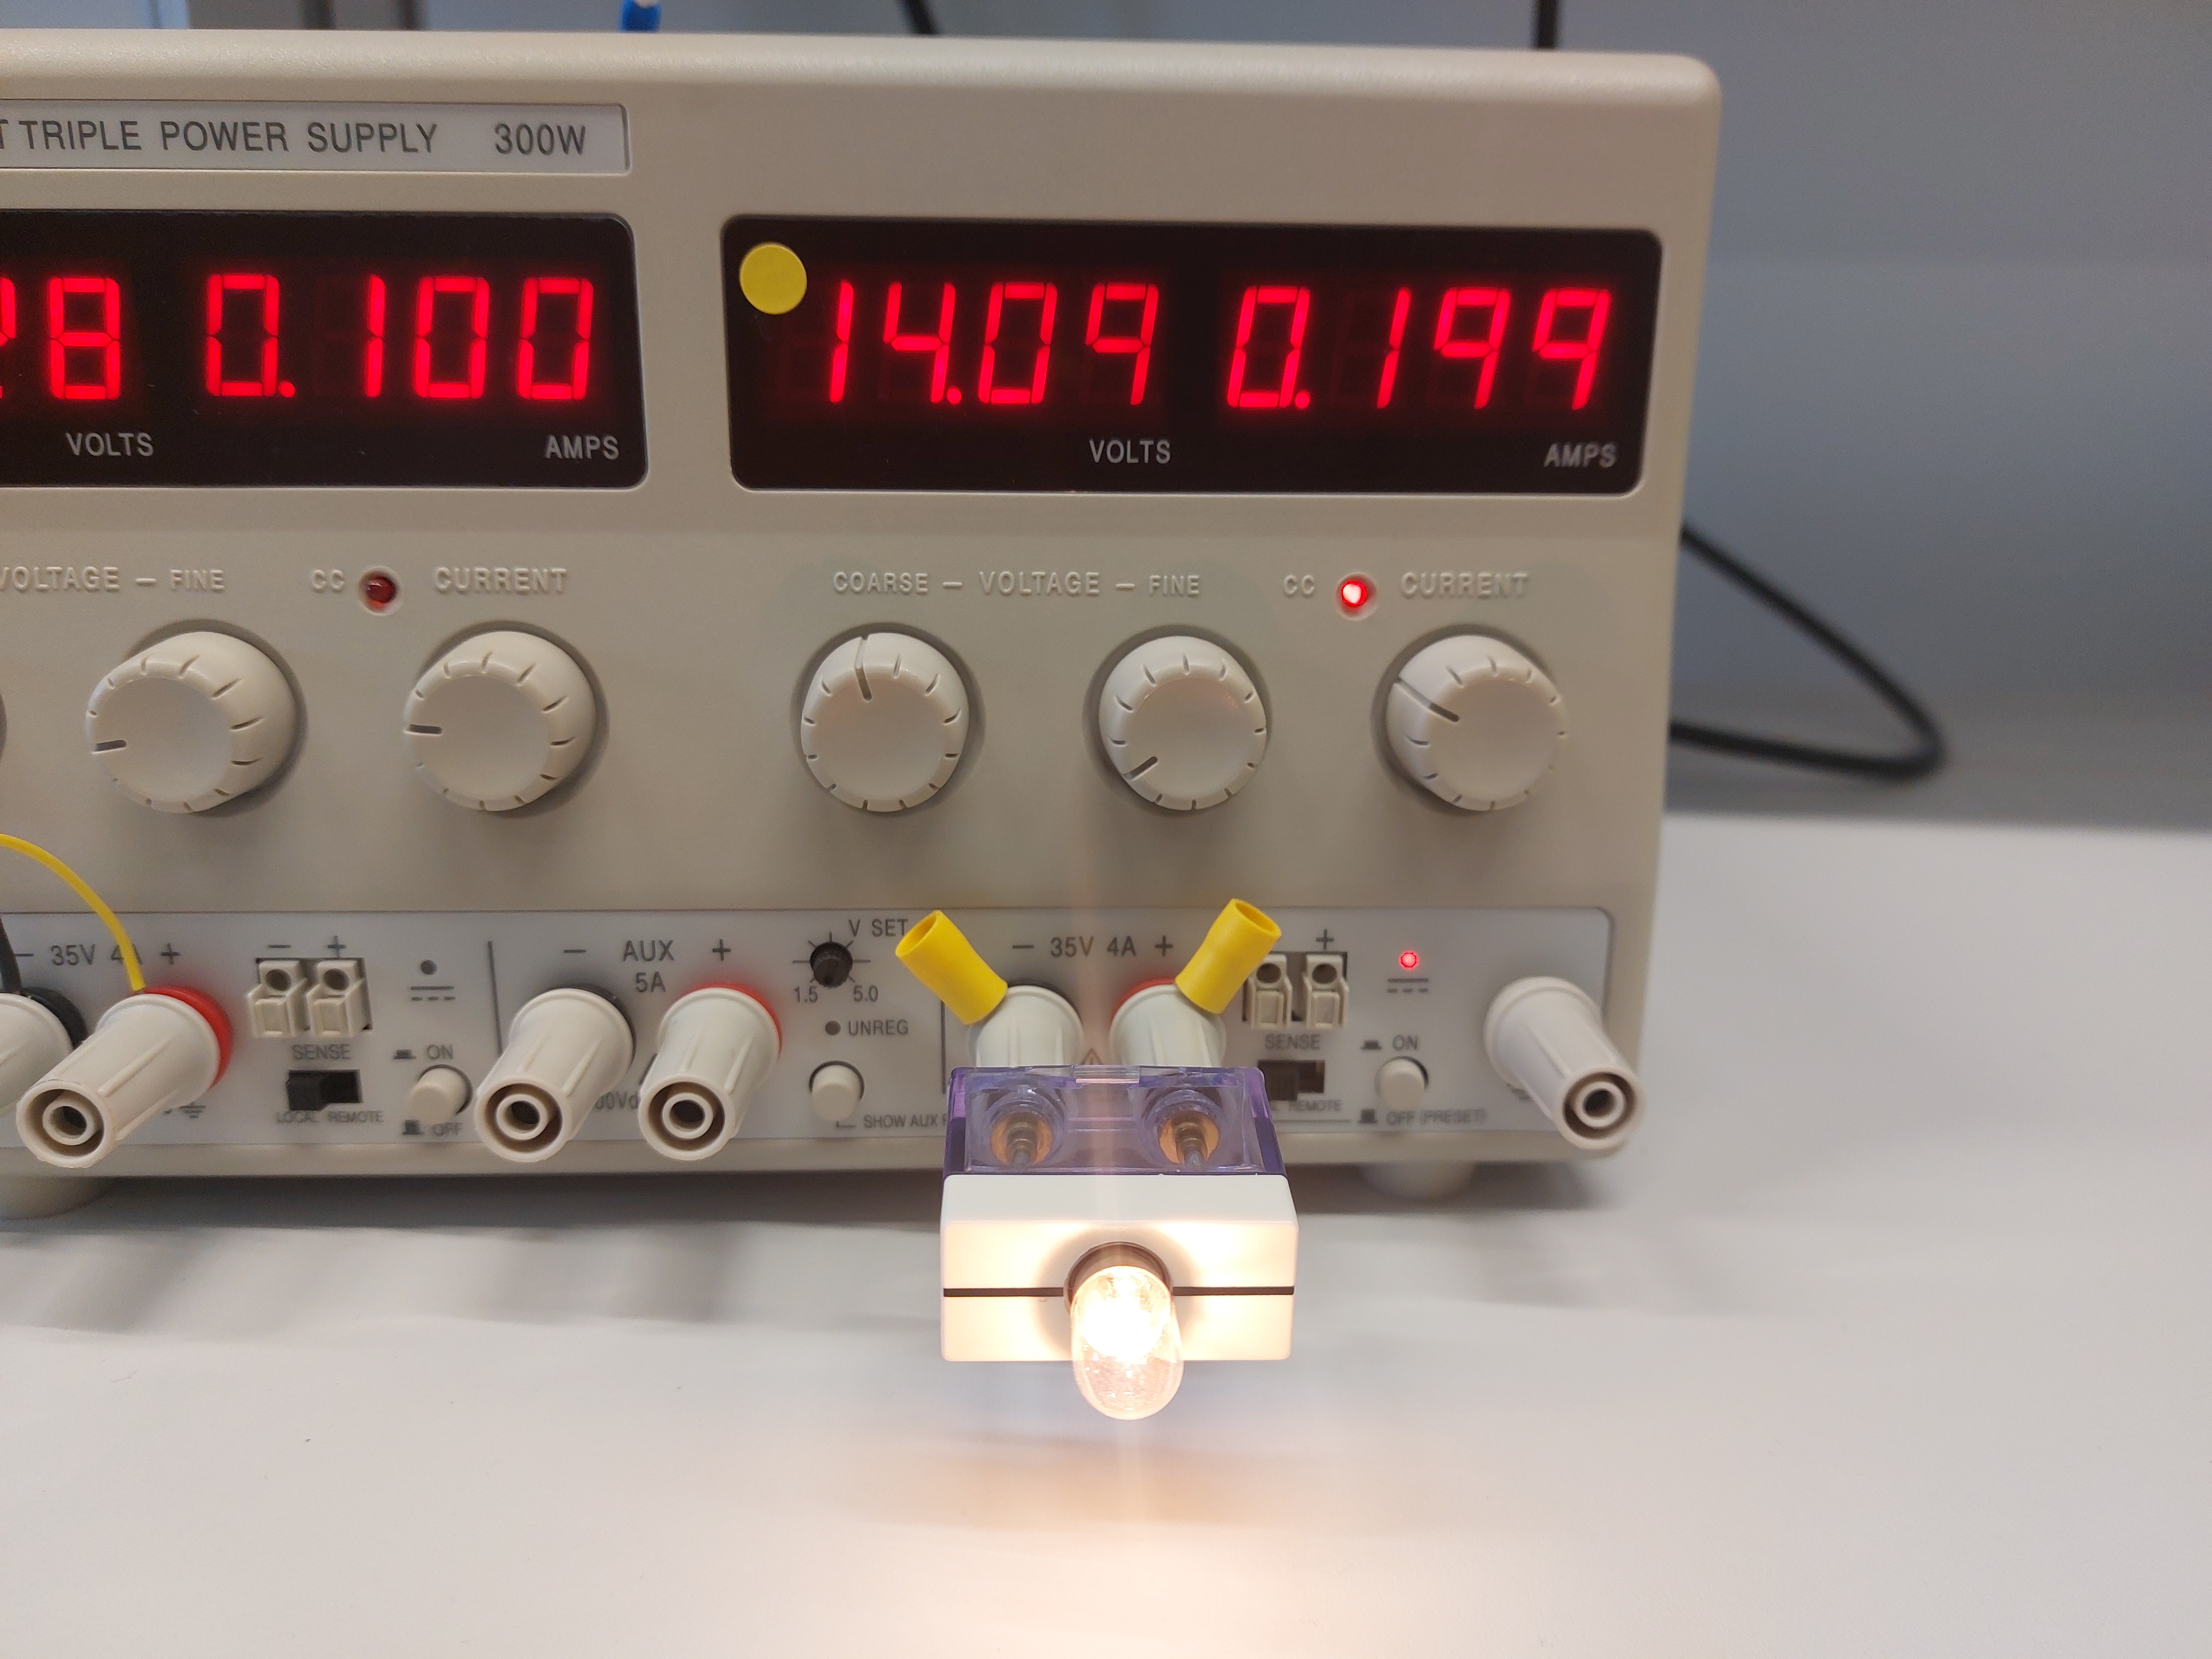 TRIPLE POWER SUPPLY 300W
8 0.100
VOLTS AMPS
14.09 0.199
VOLTS AMPS
VOLTAGE — FINE CC CURRENT
COARSE — VOLTAGE — FINE CC CURRENT
− 35V 4A +
− +
SENSE
LOCAL REMOTE
ON
OFF
− AUX +
5A
V SET
1.5 5.0
UNREG
SHOW AUX
− 35V 4A +
+
SENSE
REMOTE
ON
OFF (PRESET)